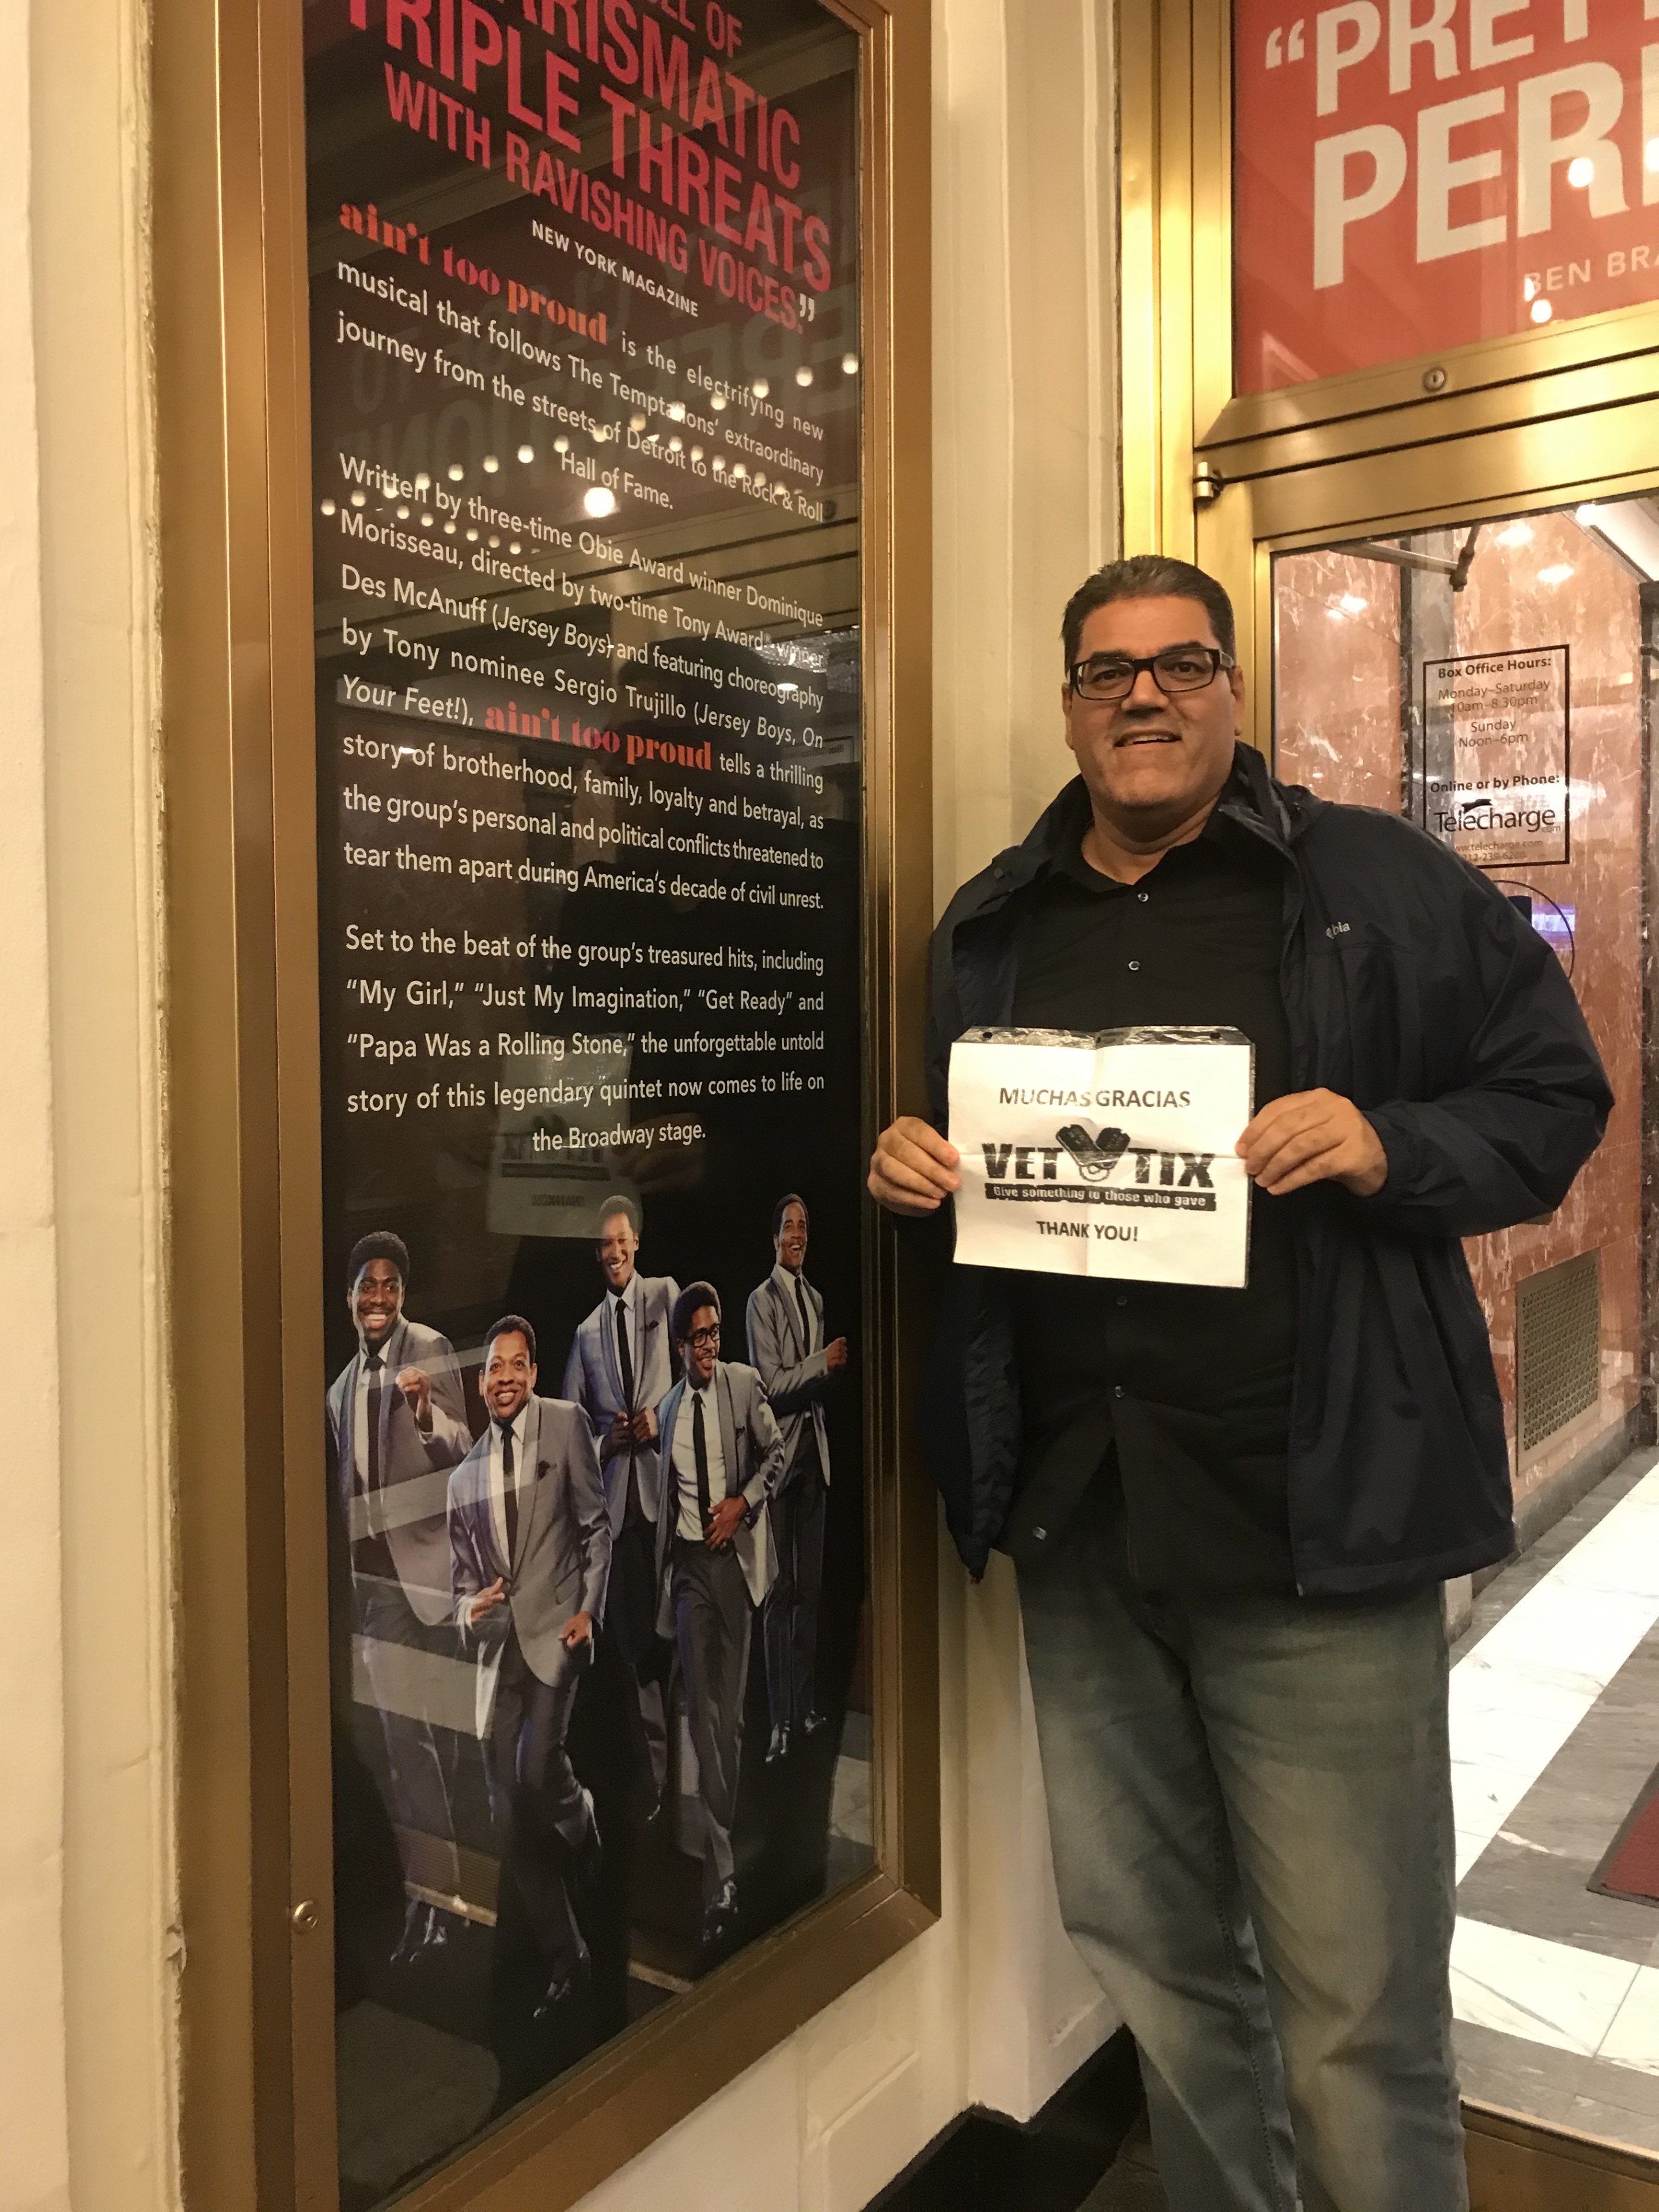 OF
TRIPLE THREATS
WITH RAVISHING VOICES."
NEW YORK MAGAZINE
ain't too proud is the electrifying new
musical that follows The Temptations' extraordinary
journey from the streets of Detroit to the Rock & Roll
Hall of Fame.
Written by three-time Obie Award winner Dominique
Morisseau, directed by two-time Tony Award® winner
Des McAnuff (Jersey Boys) and featuring choreography
by Tony nominee Sergio Trujillo (Jersey Boys, On
Your Feet!), ain't too proud tells a thrilling
story of brotherhood, family, loyalty and betrayal, as
the group's personal and political conflicts threatened to
tear them apart during America's decade of civil unrest.
Set to the beat of the group's treasured hits, including
"My Girl," "Just My Imagination," "Get Ready" and
"Papa Was a Rolling Stone," the unforgettable untold
story of this legendary quintet now comes to life on
the Broadway stage.
MUCHAS GRACIAS
VET TIX
Give something to those who gave
THANK YOU!
BEN
Box Office Hours:
Monday–Saturday
10am–8:30pm
Sunday
Noon–6pm
Online or by Phone:
Telecharge
.com
www.telecharge.com